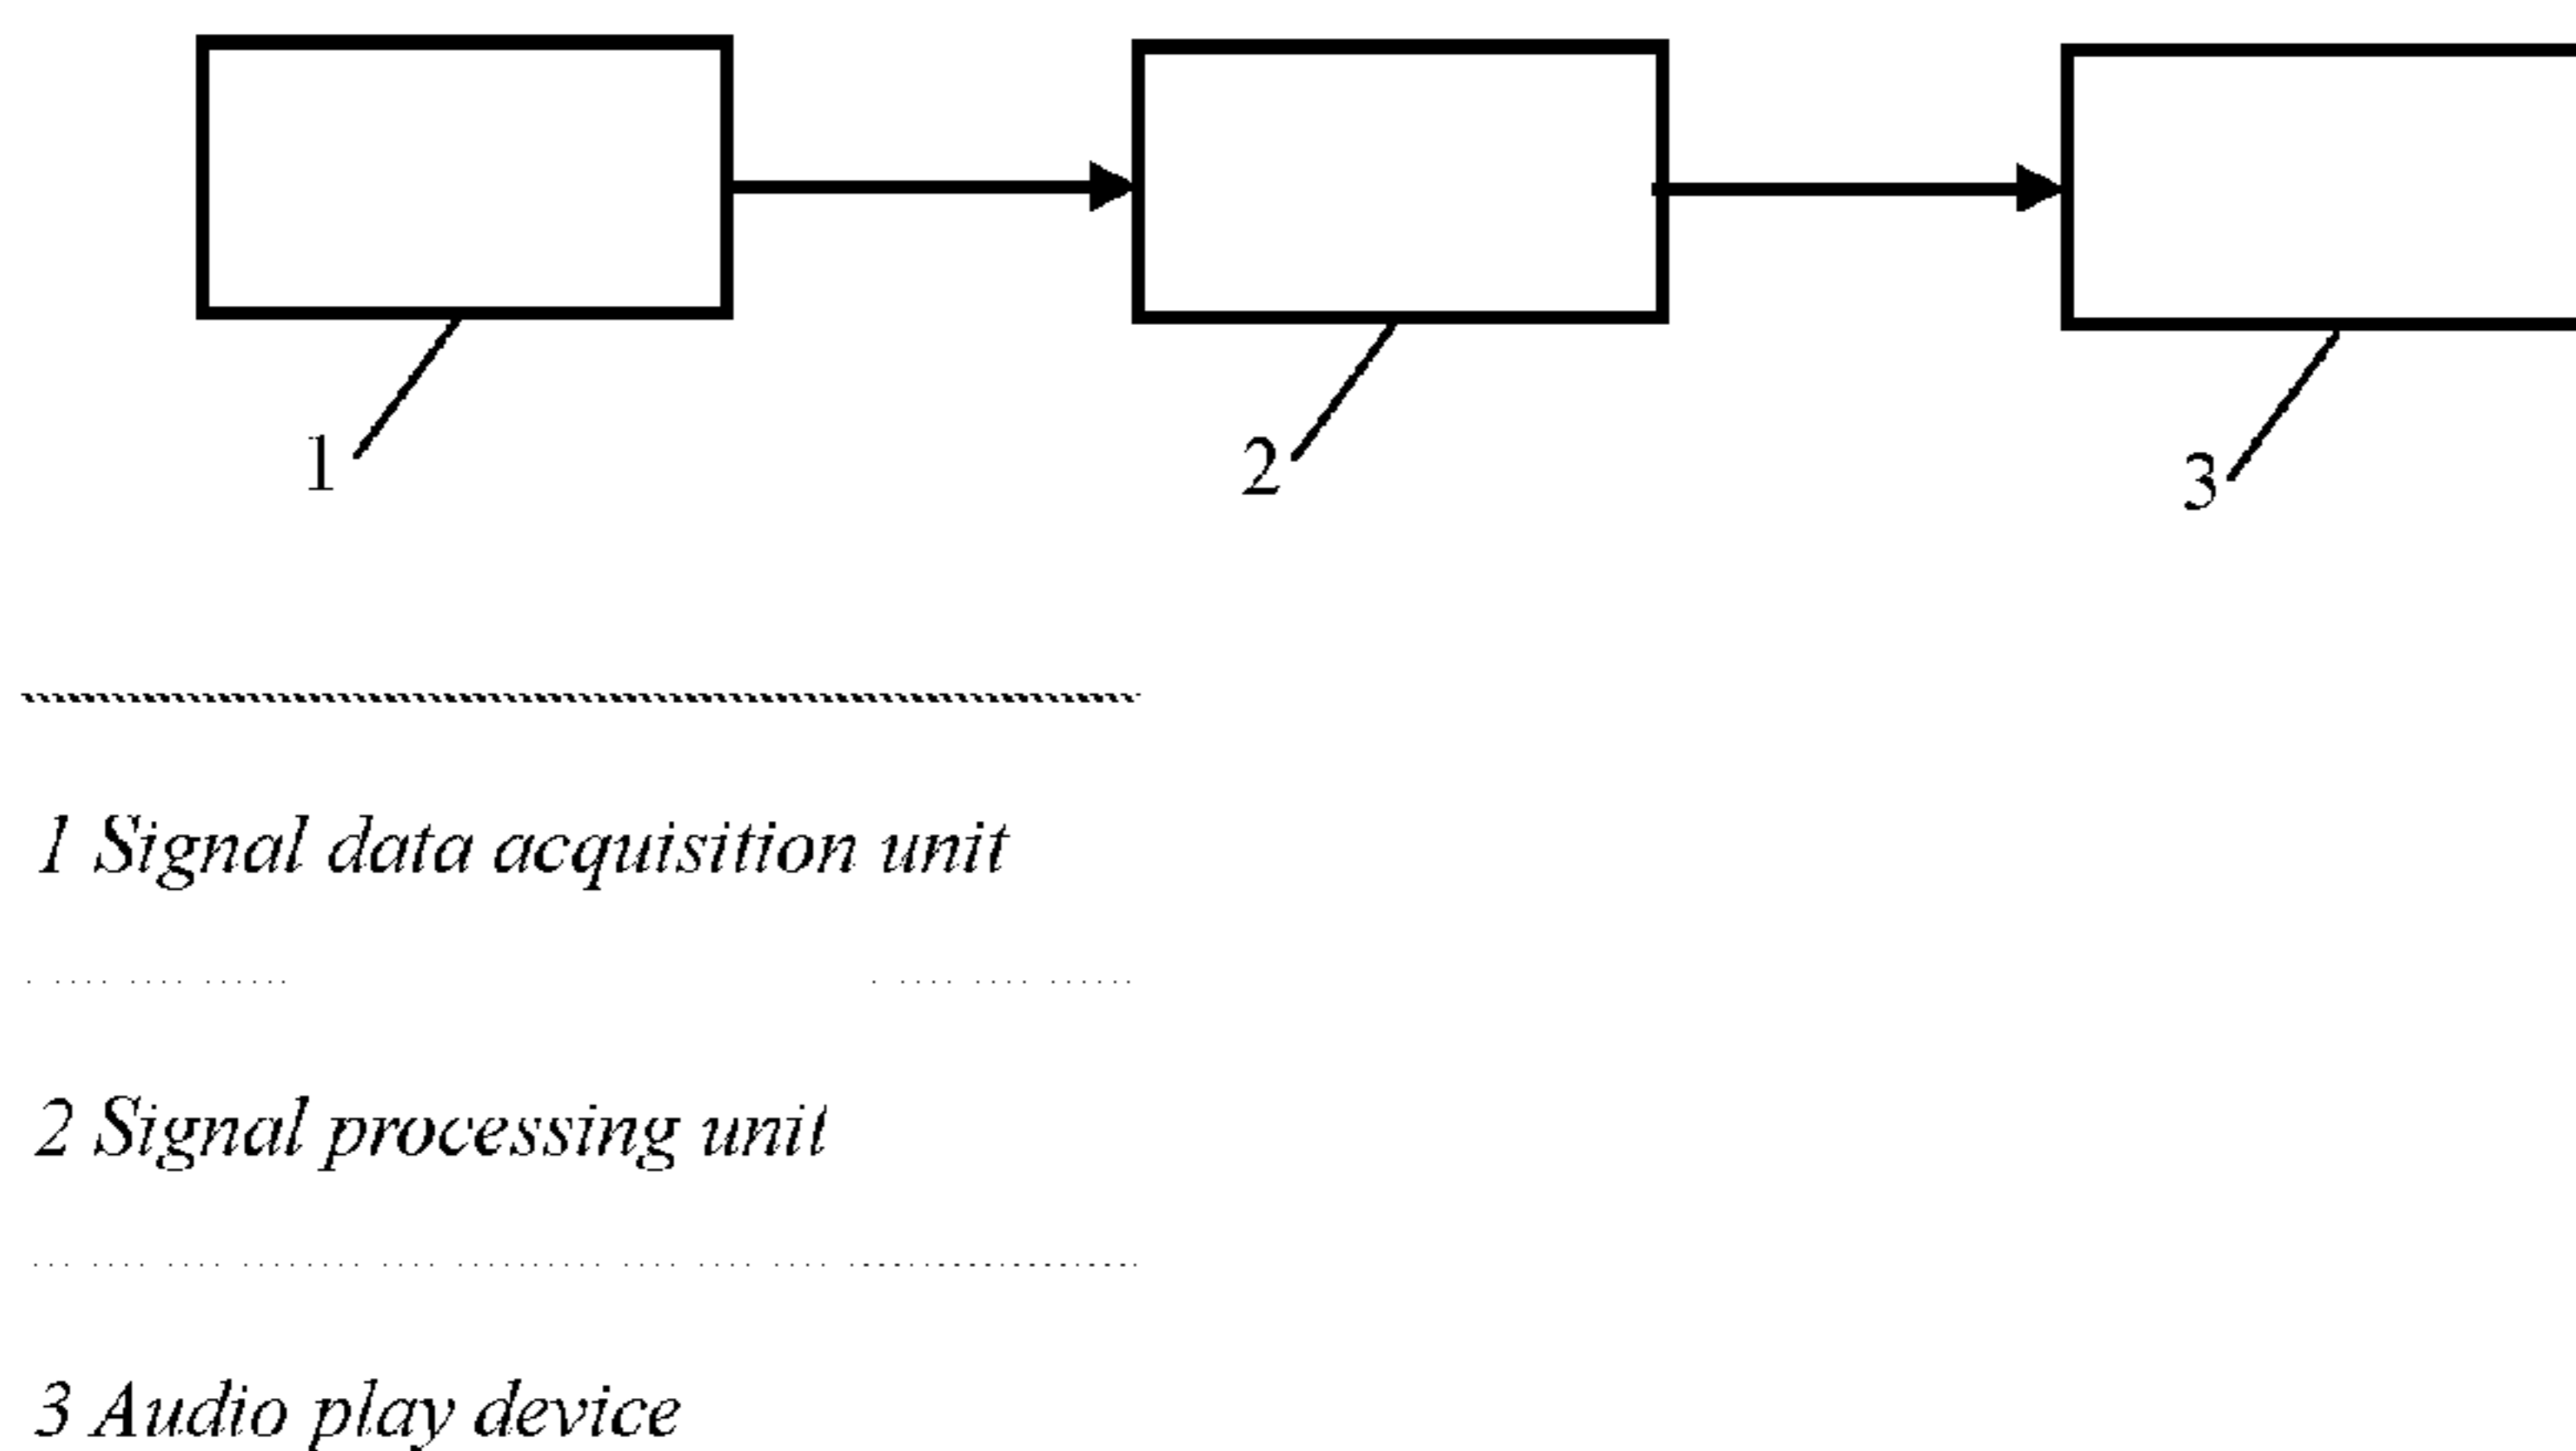 1
2
3
1 Signal data acquisition unit
2 Signal processing unit
3 Audio play device